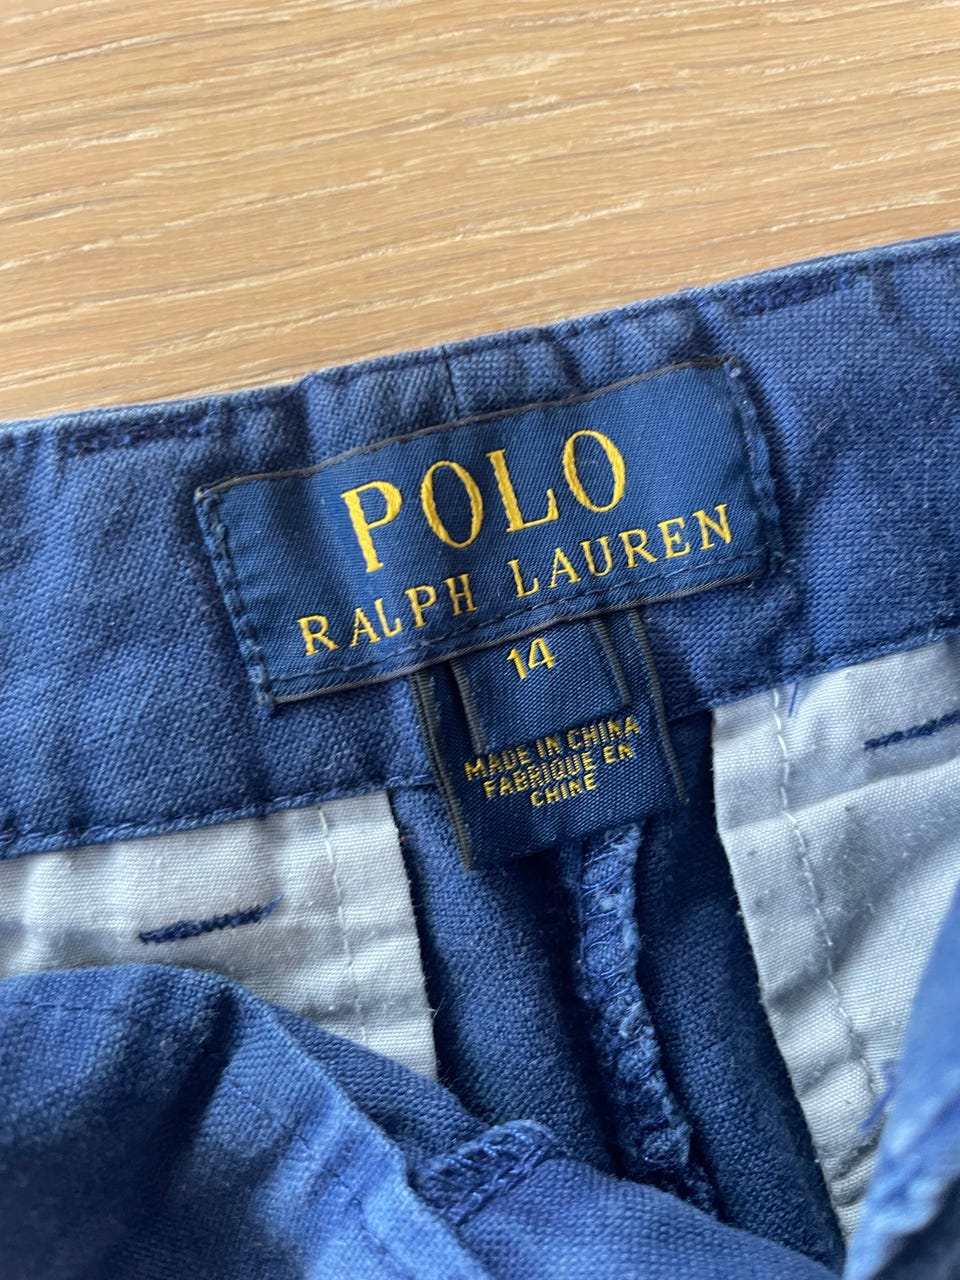 POLO
RALPH LAUREN
14
MADE IN CHINA
FABRIQUE EN
CHINE